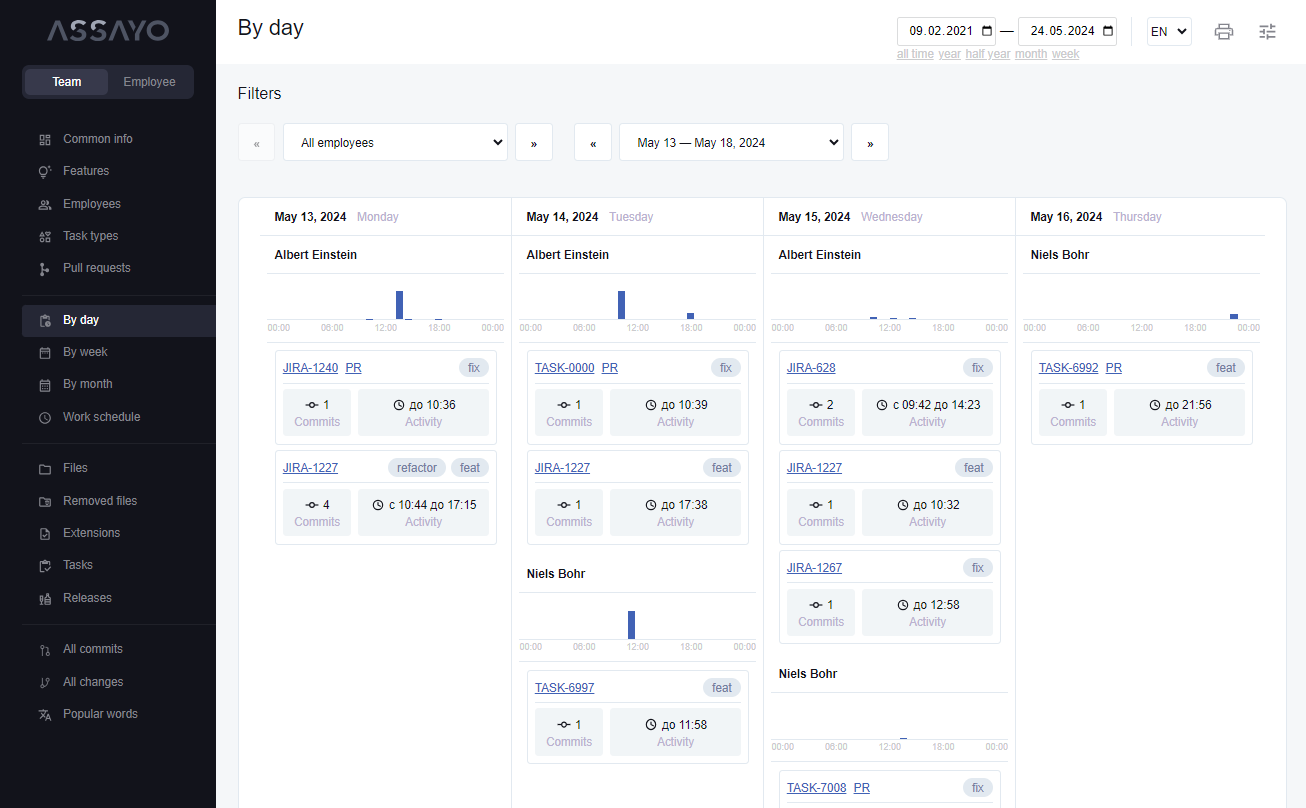 ASSAYO
Team Employee
Common info
Features
Employees
Task types
Pull requests
By day
By week
By month
Work schedule
Files
Removed files
Extensions
Tasks
Releases
All commits
All changes
Popular words
By day
09.02.2021 — 24.05.2024 EN
all time year half year month week
Filters
« All employees » « May 13 — May 18, 2024 »
May 13, 2024 Monday
Albert Einstein
00:00 06:00 12:00 18:00 00:00
JIRA-1240 PR fix
1 до 10:36
Commits Activity
JIRA-1227 refactor feat
4 с 10:44 до 17:15
Commits Activity
May 14, 2024 Tuesday
Albert Einstein
00:00 06:00 12:00 18:00 00:00
TASK-0000 PR fix
1 до 10:39
Commits Activity
JIRA-1227 feat
1 до 17:38
Commits Activity
Niels Bohr
00:00 06:00 12:00 18:00 00:00
TASK-6997 feat
1 до 11:58
Commits Activity
May 15, 2024 Wednesday
Albert Einstein
00:00 06:00 12:00 18:00 00:00
JIRA-628 fix
2 с 09:42 до 14:23
Commits Activity
JIRA-1227 feat
1 до 10:32
Commits Activity
JIRA-1267 fix
1 до 12:58
Commits Activity
Niels Bohr
00:00 06:00 12:00 18:00 00:00
TASK-7008 PR fix
May 16, 2024 Thursday
Niels Bohr
00:00 06:00 12:00 18:00 00:00
TASK-6992 PR feat
1 до 21:56
Commits Activity